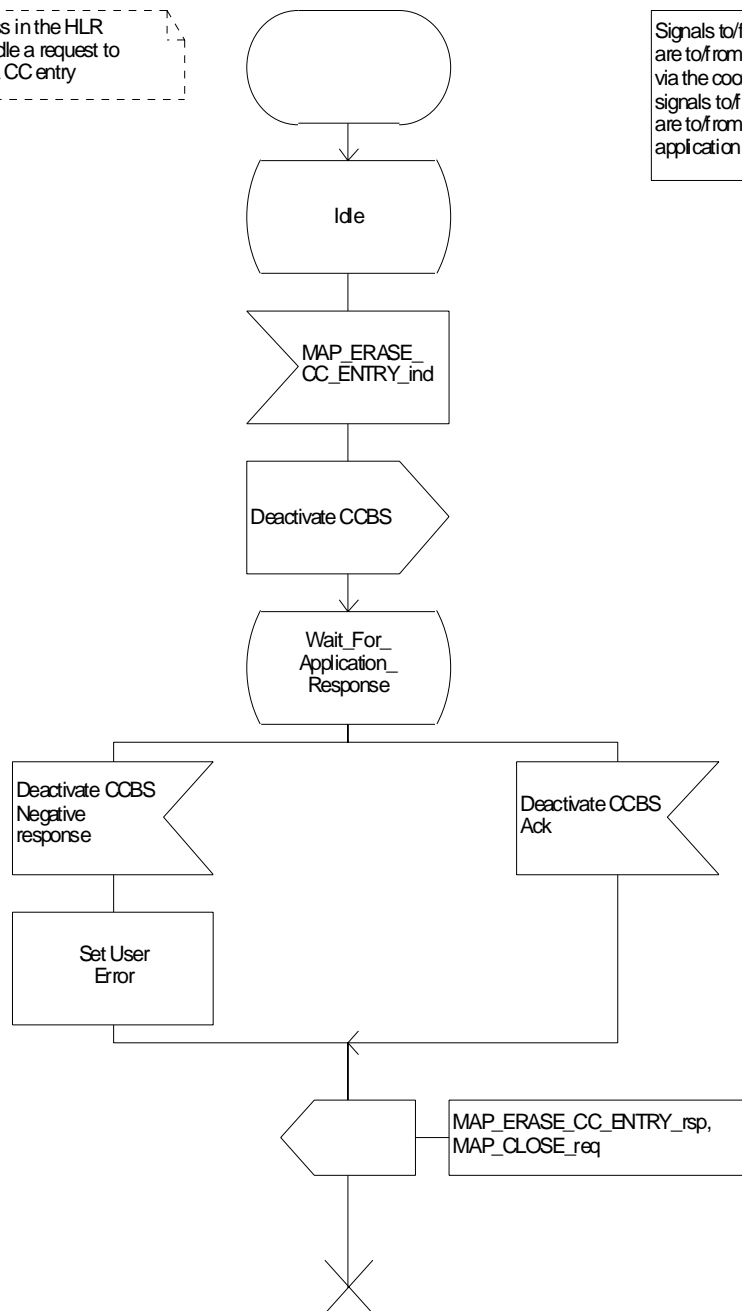 in the HLR
a request to
CC entry
Signals to/f
are to/from
via the coo
signals to/f
are to/from
application
Idle
MAP_ERASE_
CC_ENTRY_ind
Deactivate CCBS
Wait_For_
Application_
Response
Deactivate CCBS
Negative
response
Deactivate CCBS
Ack
Set User
Error
MAP_ERASE_CC_ENTRY_rsp,
MAP_CLOSE_req